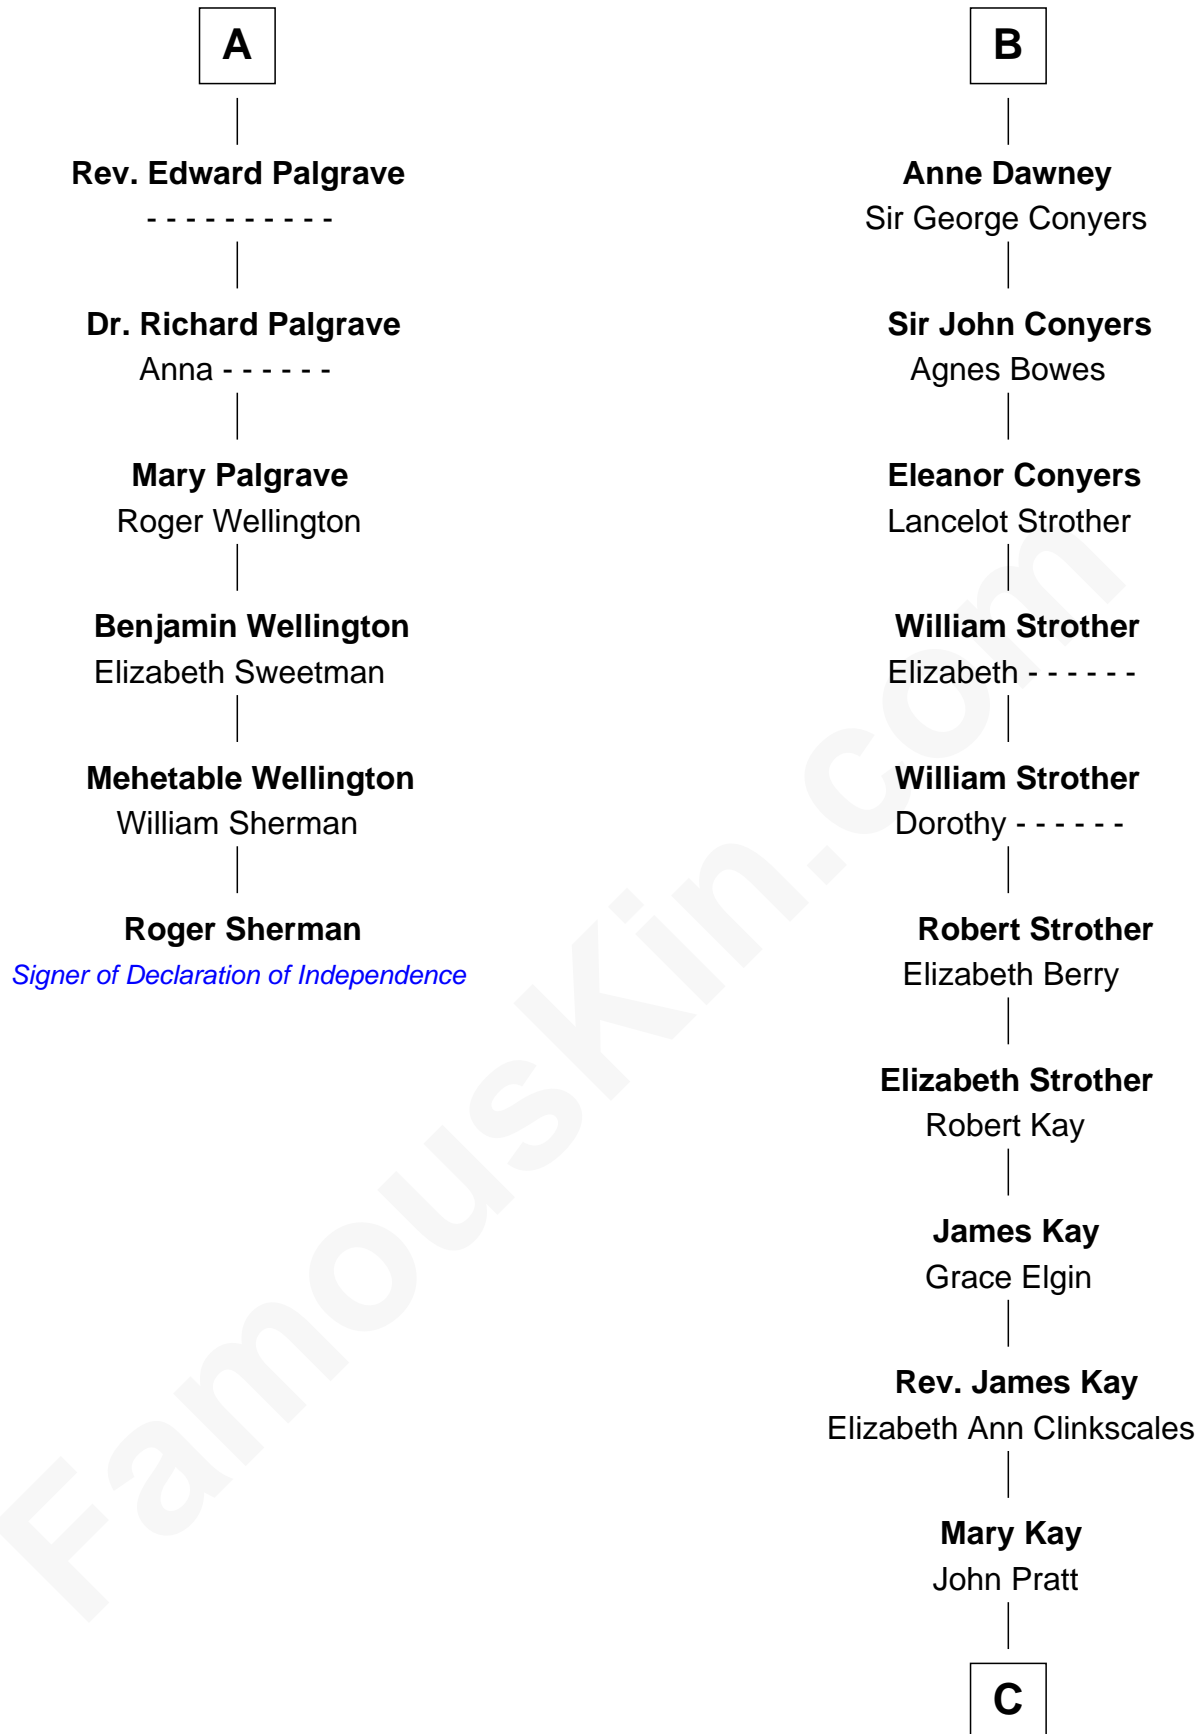 A
Rev. Edward Palgrave
- - - - - - - - - -
Dr. Richard Palgrave
Anna - - - - - -
Mary Palgrave
Roger Wellington
Benjamin Wellington
Elizabeth Sweetman
Mehetable Wellington
William Sherman
Roger Sherman
Signer of Declaration of Independence
B
Anne Dawney
Sir George Conyers
Sir John Conyers
Agnes Bowes
Eleanor Conyers
Lancelot Strother
William Strother
Elizabeth - - - - - -
William Strother
Dorothy - - - - - -
Robert Strother
Elizabeth Berry
Elizabeth Strother
Robert Kay
James Kay
Grace Elgin
Rev. James Kay
Elizabeth Ann Clinkscales
Mary Kay
John Pratt
C
FamousKin.com